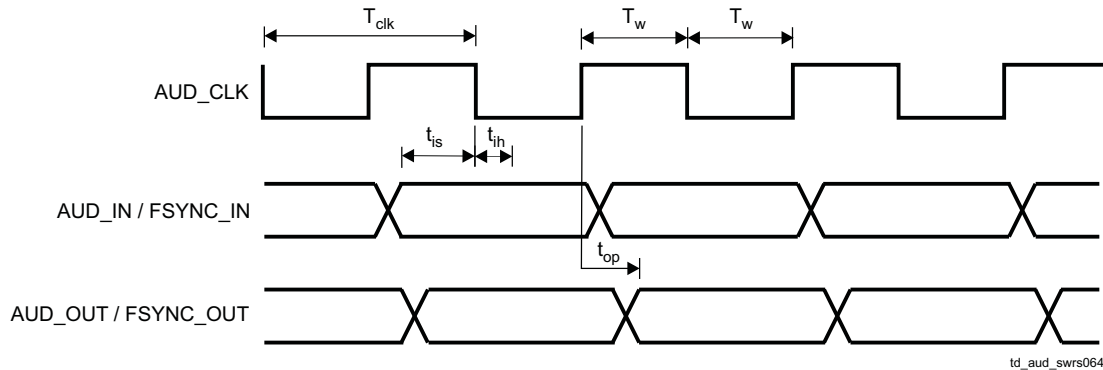 T_clk T_w T_w
AUD_CLK
t_is t_ih
AUD_IN / FSYNC_IN
t_op
AUD_OUT / FSYNC_OUT
td_aud_swrs064